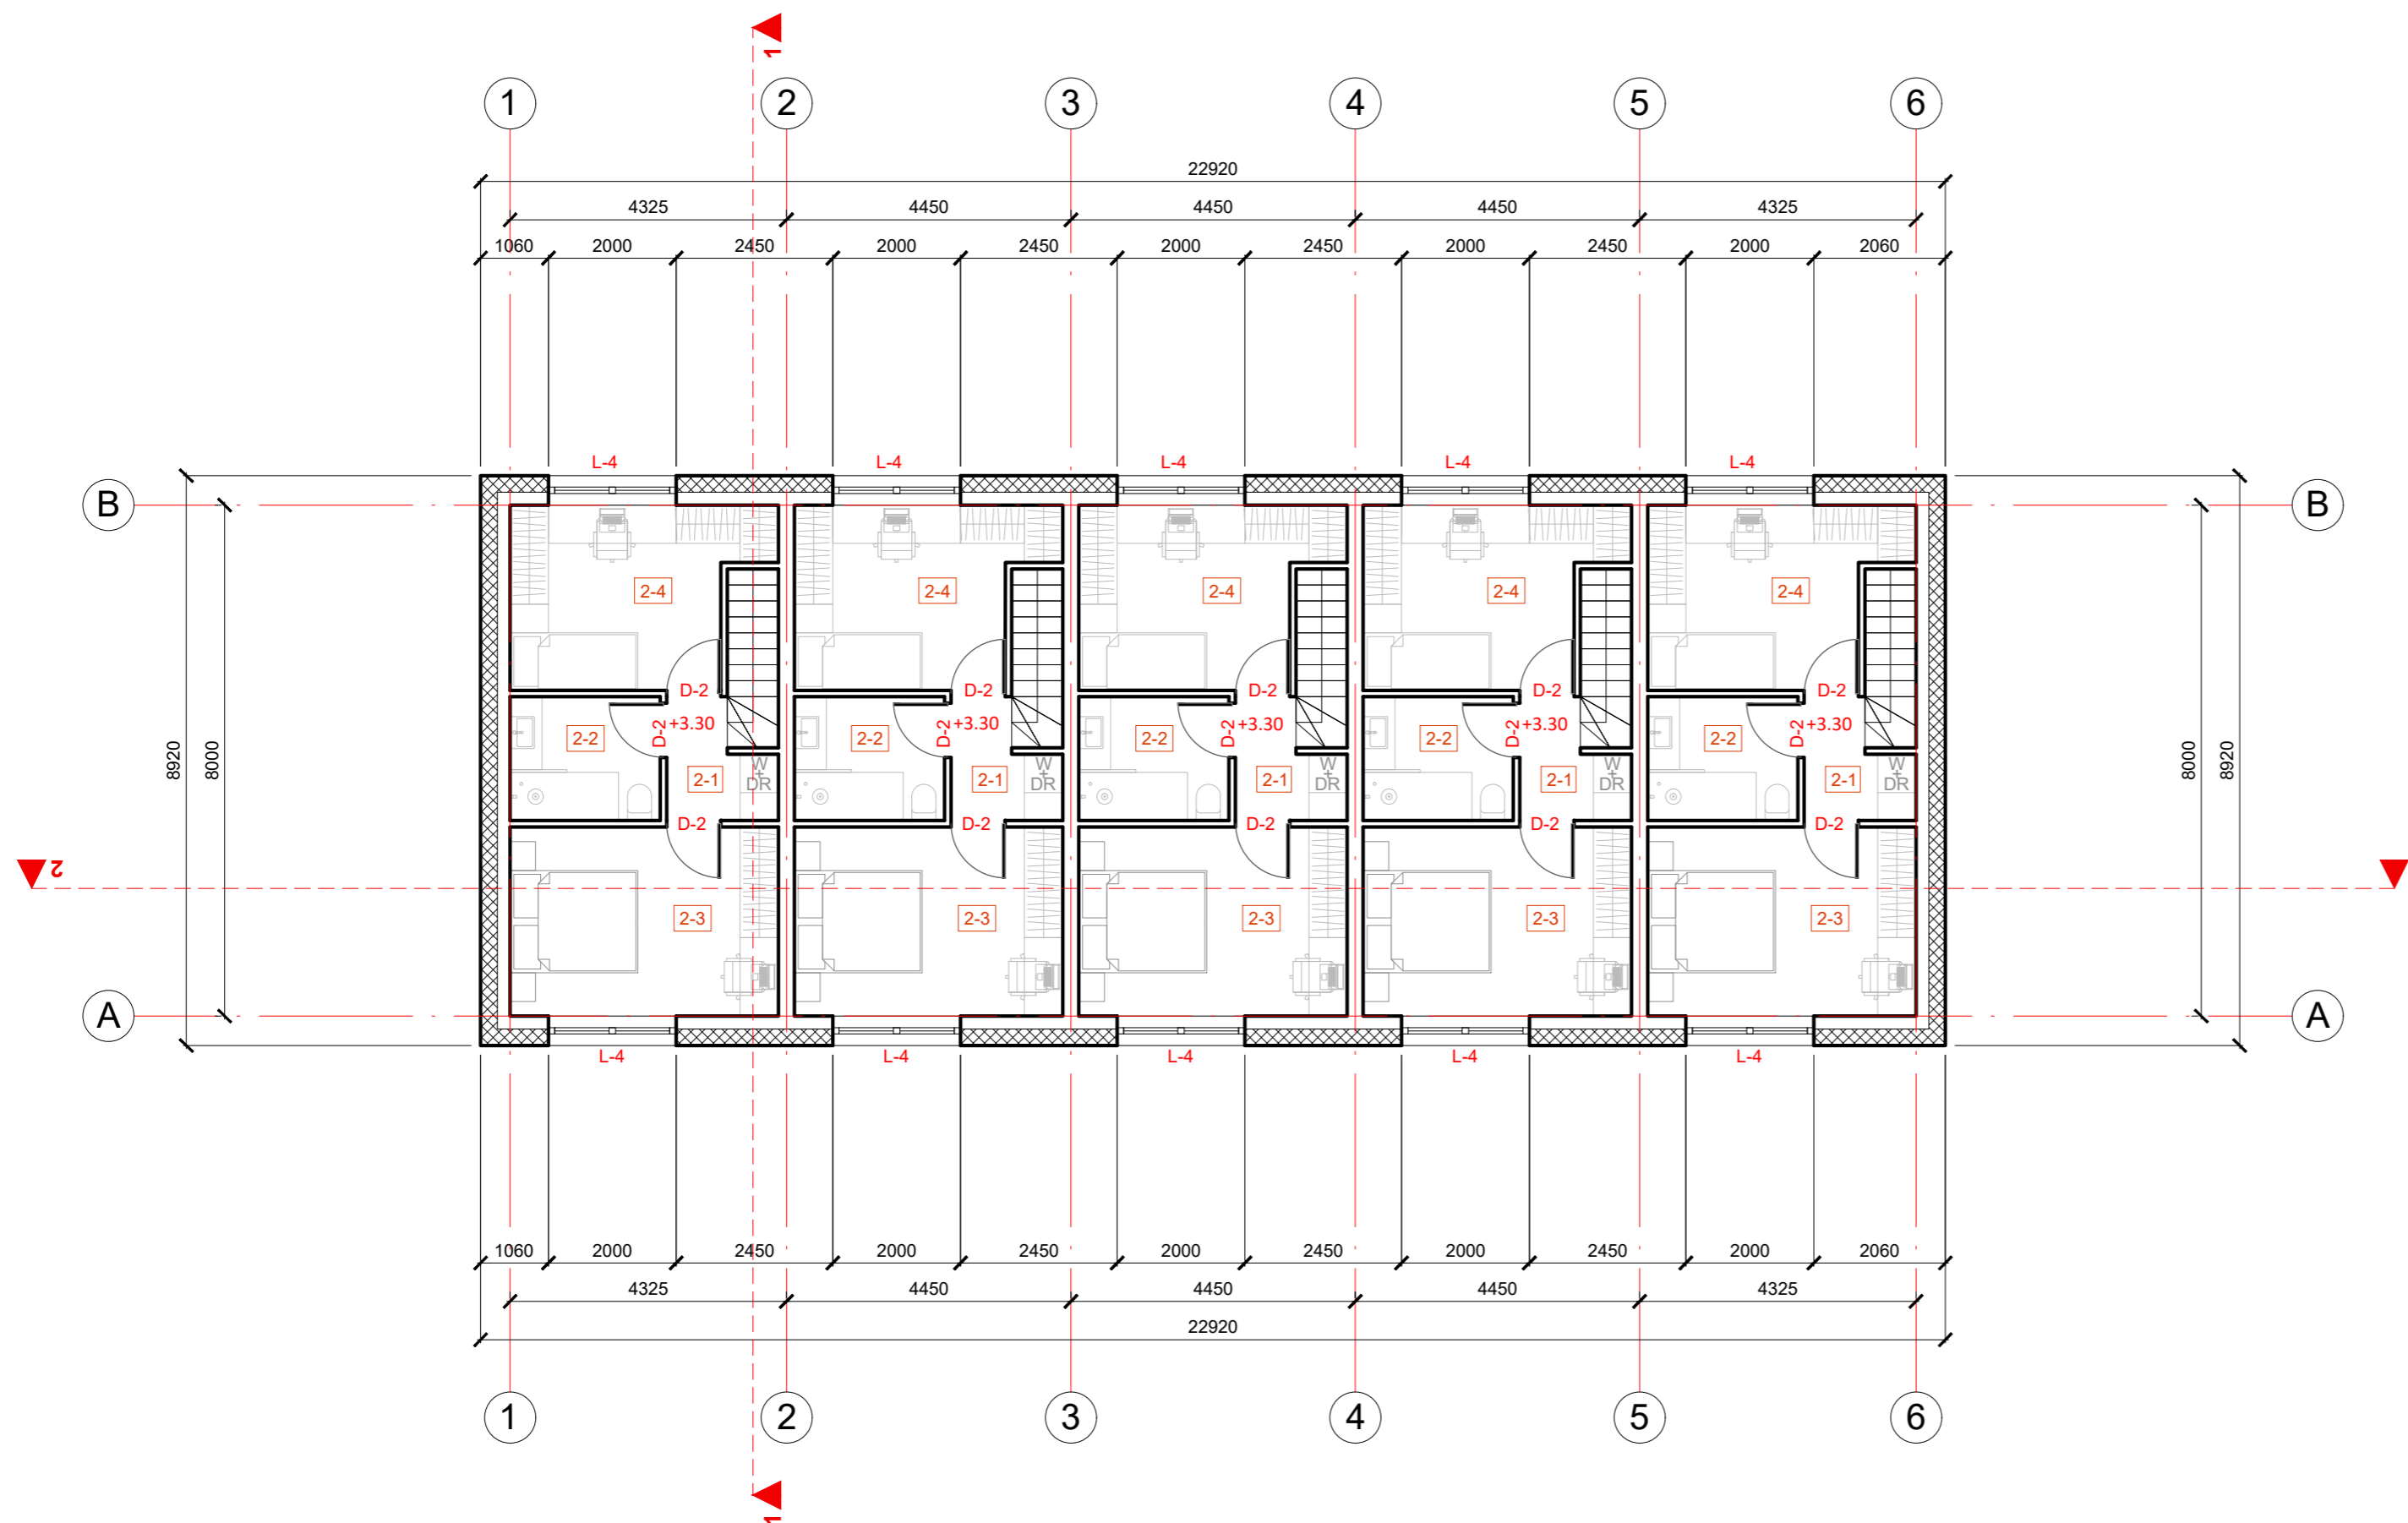 1
1 2 3 4 5 6
22920
4325 4450 4450 4450 4325
1060 2000 2450 2000 2450 2000 2450 2000 2450 2000 2060
L-4 L-4 L-4 L-4 L-4
B B
2-4 2-4 2-4 2-4 2-4
D-2 D-2 D-2 D-2 D-2
D-2 +3.30 D-2 +3.30 D-2 +3.30 D-2 +3.30 D-2 +3.30
2-2 2-2 2-2 2-2 2-2
8920 8000 8000 8920
W W W W W
+ + + + +
2-1 DR 2-1 DR 2-1 DR 2-1 DR 2-1 DR
D-2 D-2 D-2 D-2 D-2
2
2-3 2-3 2-3 2-3 2-3
A A
L-4 L-4 L-4 L-4 L-4
1060 2000 2450 2000 2450 2000 2450 2000 2450 2000 2060
4325 4450 4450 4450 4325
22920
1 2 3 4 5 6
1